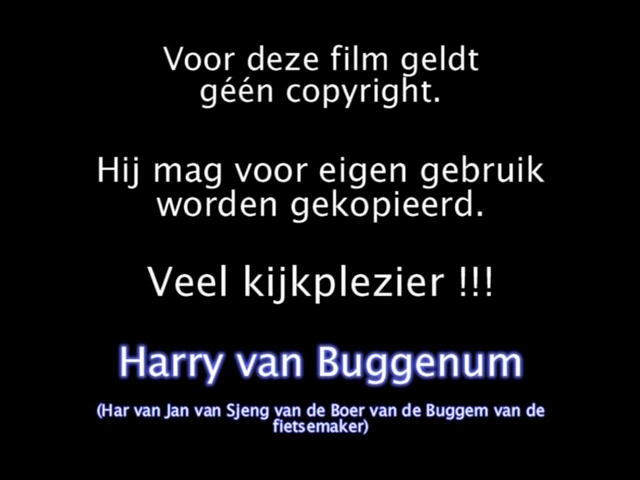 Voor deze film geldt
géén copyright.
Hij mag voor eigen gebruik
worden gekopieerd.
Veel kijkplezier !!!
Harry van Buggenum
(Har van Jan van Sjeng van de Boer van de Buggem van de
fietsemaker)